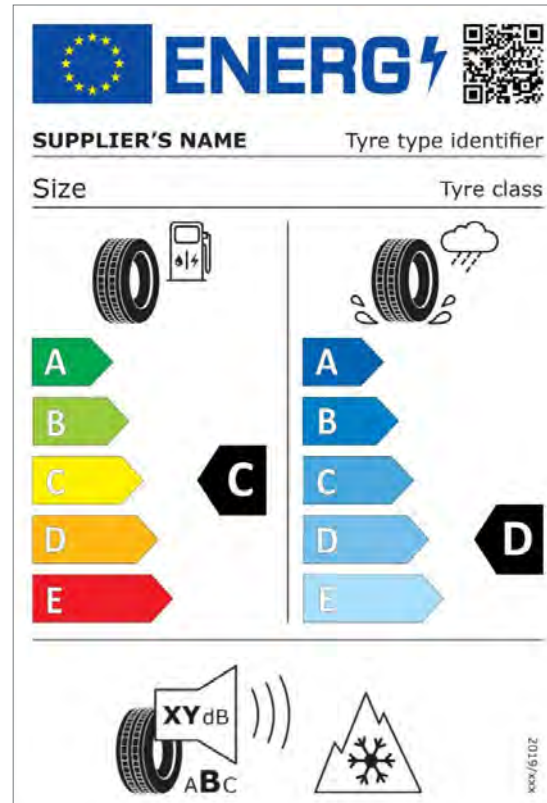 ENERG
SUPPLIER'S NAME Tyre type identifier
Size Tyre class
A A
B B
C C C
D D D
E E
XYdB
ABC
2019/xxx